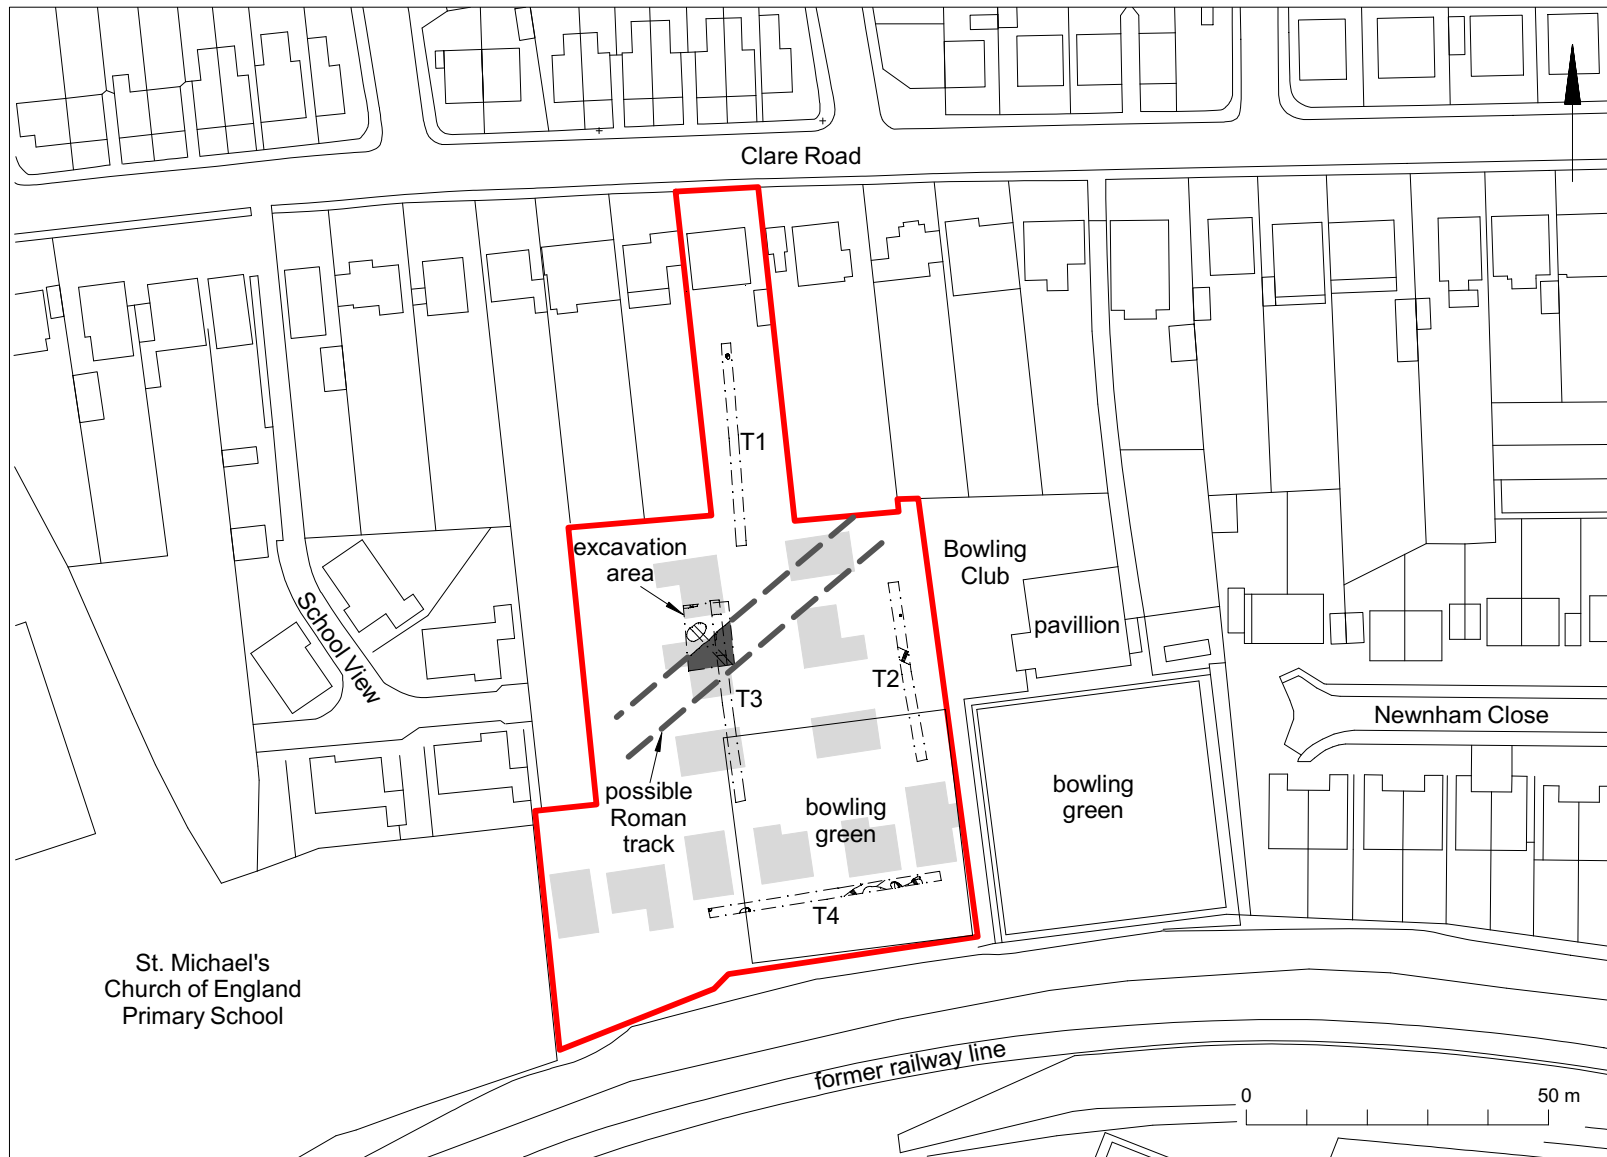 Clare Road
T1
excavation
area
Bowling
Club
School View
pavillion
T2
T3
Newnham Close
possible
Roman
track
bowling
green
bowling
green
T4
St. Michael's
Church of England
Primary School
former railway line
0
50 m